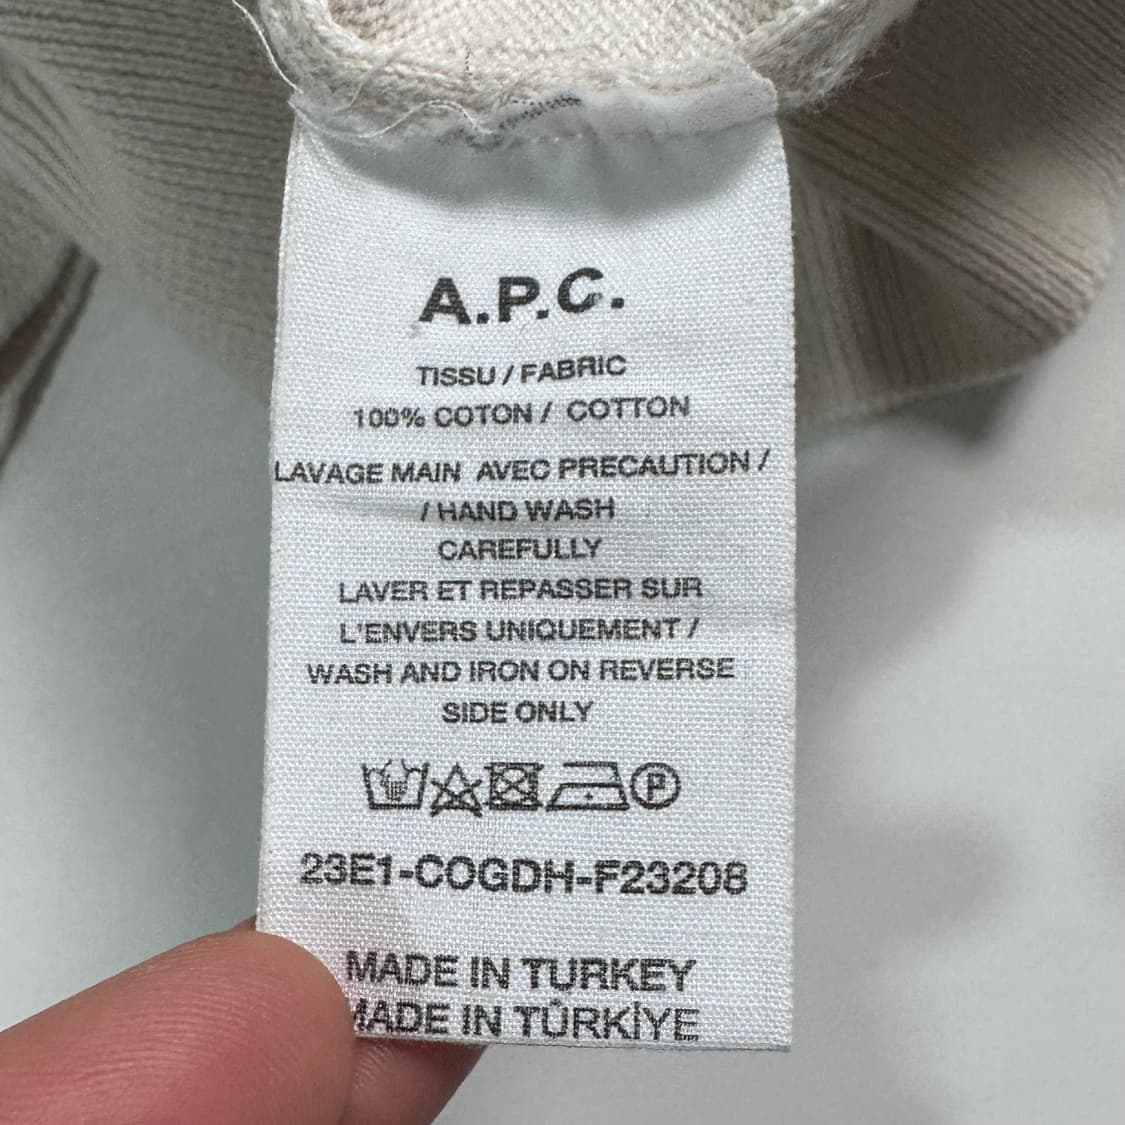 A.P.C.
TISSU / FABRIC
100% COTON / COTTON
LAVAGE MAIN AVEC PRECAUTION /
/ HAND WASH
CAREFULLY
LAVER ET REPASSER SUR
L'ENVERS UNIQUEMENT /
WASH AND IRON ON REVERSE
SIDE ONLY
P
23E1-COGDH-F23208
MADE IN TURKEY
MADE IN TÜRKİYE